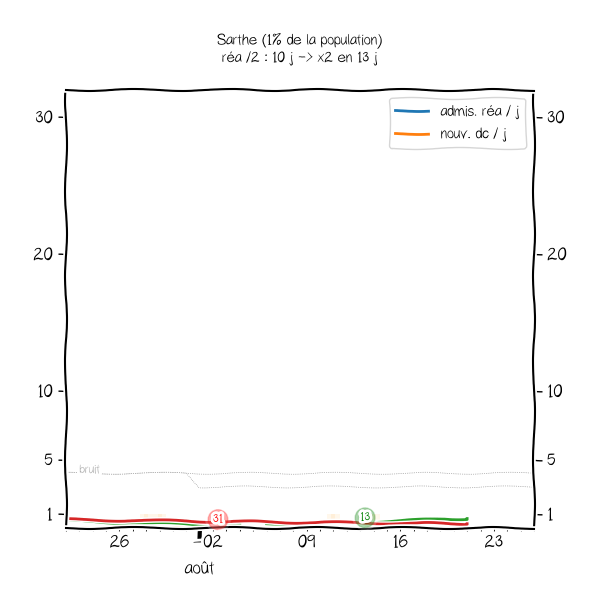 Sarthe (1% de la population)
réa /2 : 10 j -> x2 en 13 j
admis. réa / j
nouv. dc / j
30
30
20
20
10
10
5
5
bruit
1
1
31
13
26
02
09
16
23
août